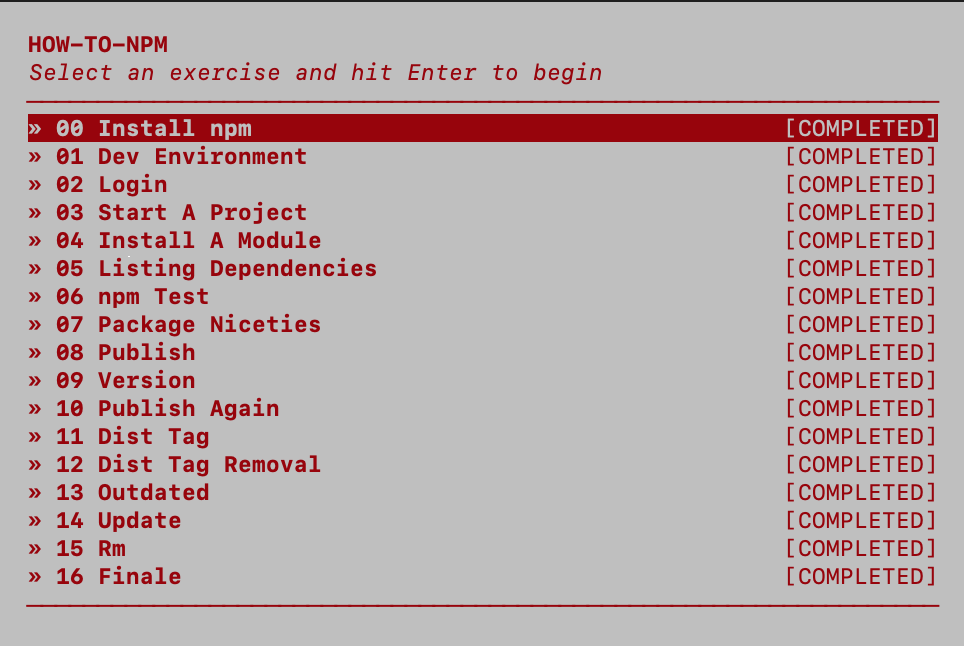 HOW-TO-NPM
Select an exercise and hit Enter to begin
» 00 Install npm [COMPLETED]
» 01 Dev Environment [COMPLETED]
» 02 Login [COMPLETED]
» 03 Start A Project [COMPLETED]
» 04 Install A Module [COMPLETED]
» 05 Listing Dependencies [COMPLETED]
» 06 npm Test [COMPLETED]
» 07 Package Niceties [COMPLETED]
» 08 Publish [COMPLETED]
» 09 Version [COMPLETED]
» 10 Publish Again [COMPLETED]
» 11 Dist Tag [COMPLETED]
» 12 Dist Tag Removal [COMPLETED]
» 13 Outdated [COMPLETED]
» 14 Update [COMPLETED]
» 15 Rm [COMPLETED]
» 16 Finale [COMPLETED]